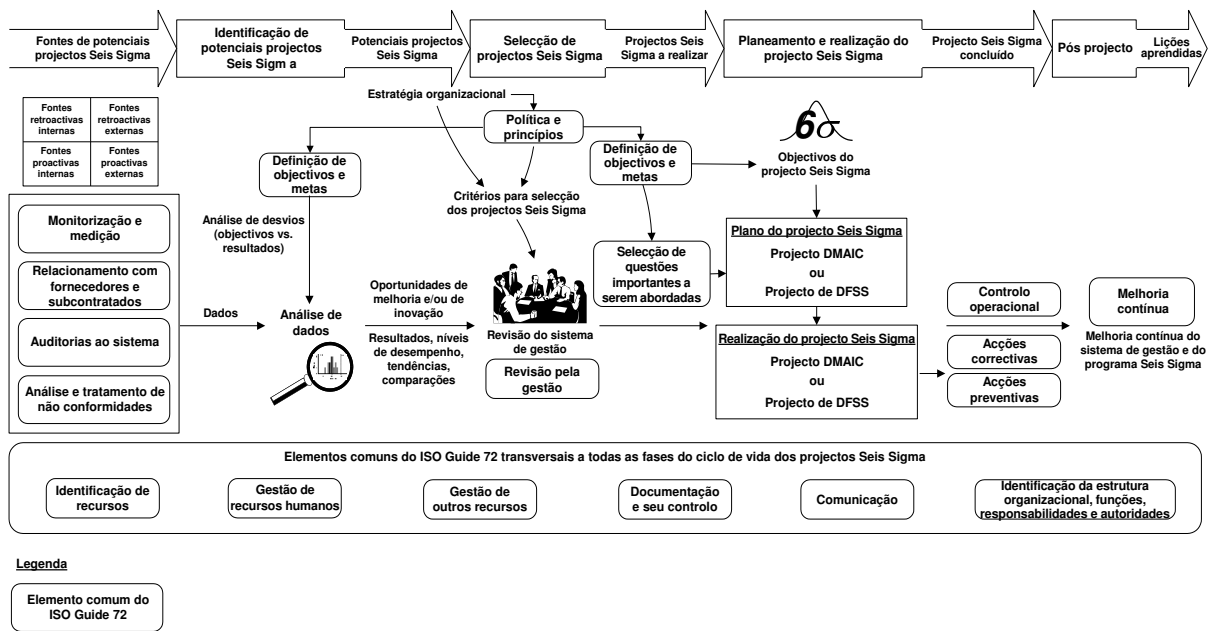 Fontes de potenciais
projectos Seis Sigma
Identificação de
potenciais projectos
Seis Sigm a
Potenciais projectos
Seis Sigma
Selecção de
projectos Seis Sigma
Projectos Seis
Sigma a realizar
Planeamento e realização do
projecto Seis Sigma
Projecto Seis Sigma
concluído
Pós projecto
Lições
aprendidas
Fontes
retroactivas
internas
Fontes
retroactivas
externas
Fontes
proactivas
internas
Fontes
proactivas
externas
Estratégia organizacional
Política e
princípios
Definição de
objectivos e
metas
Definição de
objectivos e
metas
6σ
Objectivos do
projecto Seis Sigma
Critérios para selecção
dos projectos Seis Sigma
Monitorização e
medição
Relacionamento com
fornecedores e
subcontratados
Auditorias ao sistema
Análise e tratamento de
não conformidades
Análise de desvios
(objectivos vs.
resultados)
Dados
Análise de
dados
Oportunidades de
melhoria e/ou de
inovação
Resultados, níveis
de desempenho,
tendências,
comparações
Revisão do sistema
de gestão
Revisão pela
gestão
Selecção de
questões
importantes a
serem abordadas
Plano do projecto Seis Sigma
Projecto DMAIC
ou
Projecto de DFSS
Realização do projecto Seis Sigma
Projecto DMAIC
ou
Projecto de DFSS
Controlo
operacional
Acções
correctivas
Acções
preventivas
Melhoria
contínua
Melhoria contínua do
sistema de gestão e do
programa Seis Sigma
Elementos comuns do ISO Guide 72 transversais a todas as fases do ciclo de vida dos projectos Seis Sigma
Identificação de
recursos
Gestão de
recursos humanos
Gestão de
outros recursos
Documentação
e seu controlo
Comunicação
Identificação da estrutura
organizacional, funções,
responsabilidades e autoridades
Legenda
Elemento comum do
ISO Guide 72